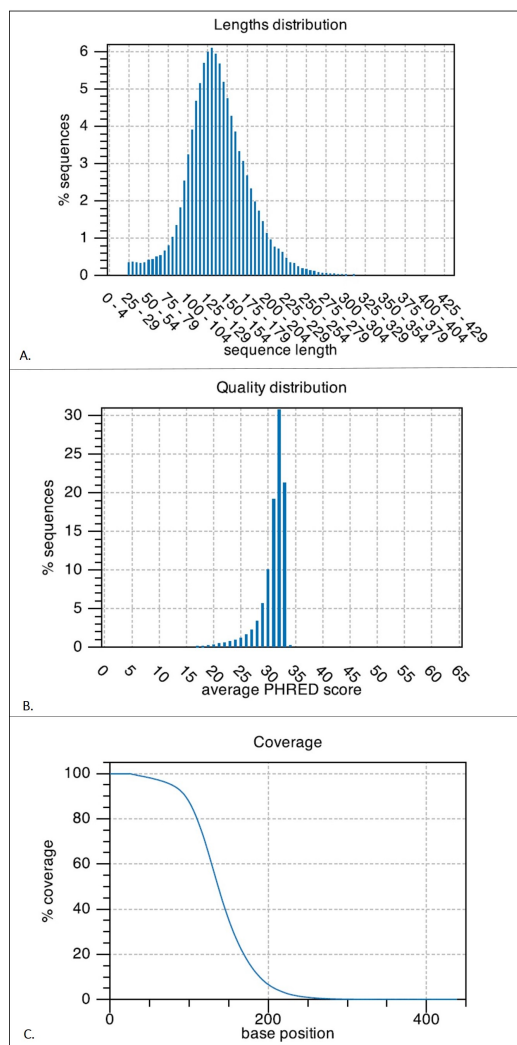 Lengths distribution
6
5
4
3
2
1
0
% sequences
0 - 4
25 - 29
50 - 54
75 - 79
100 - 104
125 - 129
150 - 154
175 - 179
200 - 204
225 - 229
250 - 254
275 - 279
300 - 304
325 - 329
350 - 354
375 - 379
400 - 404
425 - 429
sequence length
A.
Quality distribution
30
25
20
15
10
5
0
% sequences
0 5 10 15 20 25 30 35 40 45 50 55 60 65
average PHRED score
B.
Coverage
100
80
60
40
20
0
% coverage
0 200 400
base position
C.